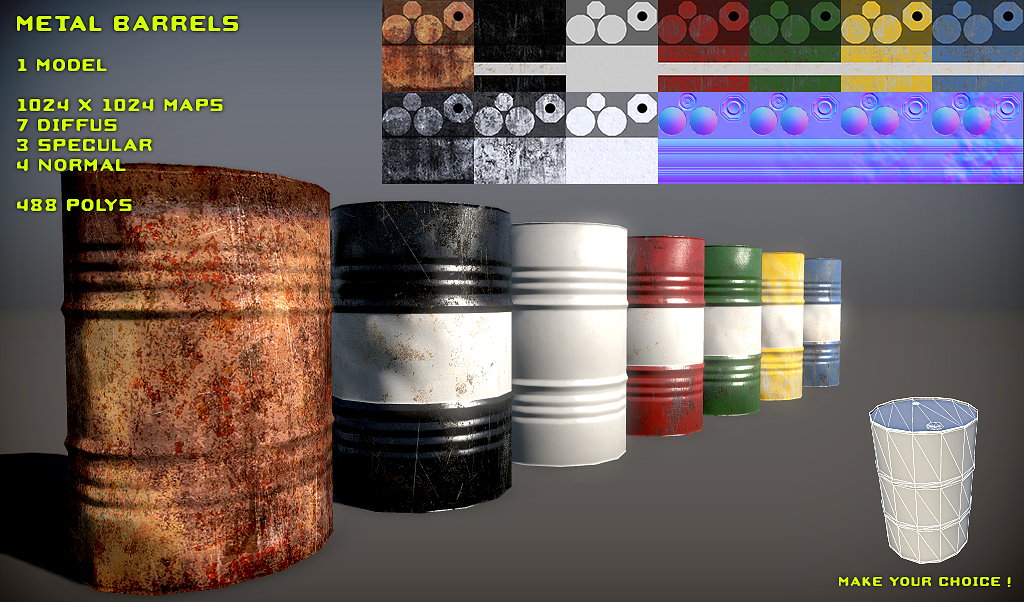 METAL BARRELS
1 MODEL
1024 X 1024 MAPS
7 DIFFUS
3 SPECULAR
4 NORMAL
488 POLYS
MAKE YOUR CHOICE !